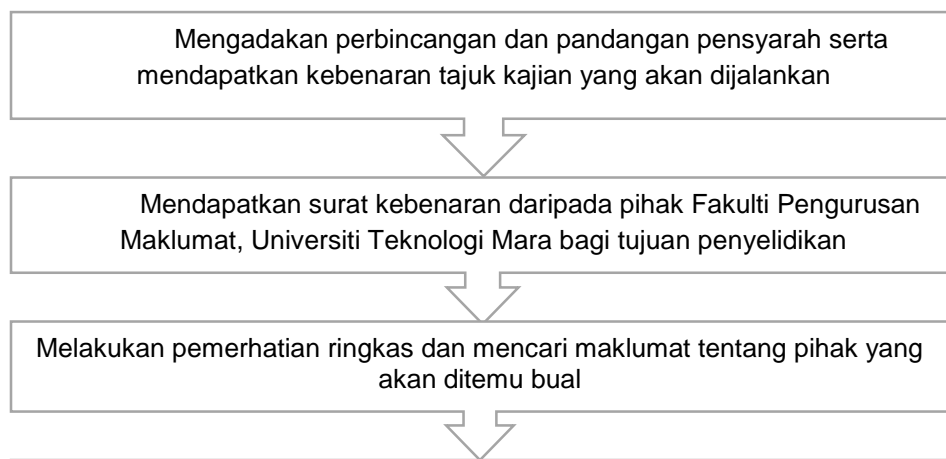 Mengadakan perbincangan dan pandangan pensyarah serta
mendapatkan kebenaran tajuk kajian yang akan dijalankan
Mendapatkan surat kebenaran daripada pihak Fakulti Pengurusan
Maklumat, Universiti Teknologi Mara bagi tujuan penyelidikan
Melakukan pemerhatian ringkas dan mencari maklumat tentang pihak yang
akan ditemu bual